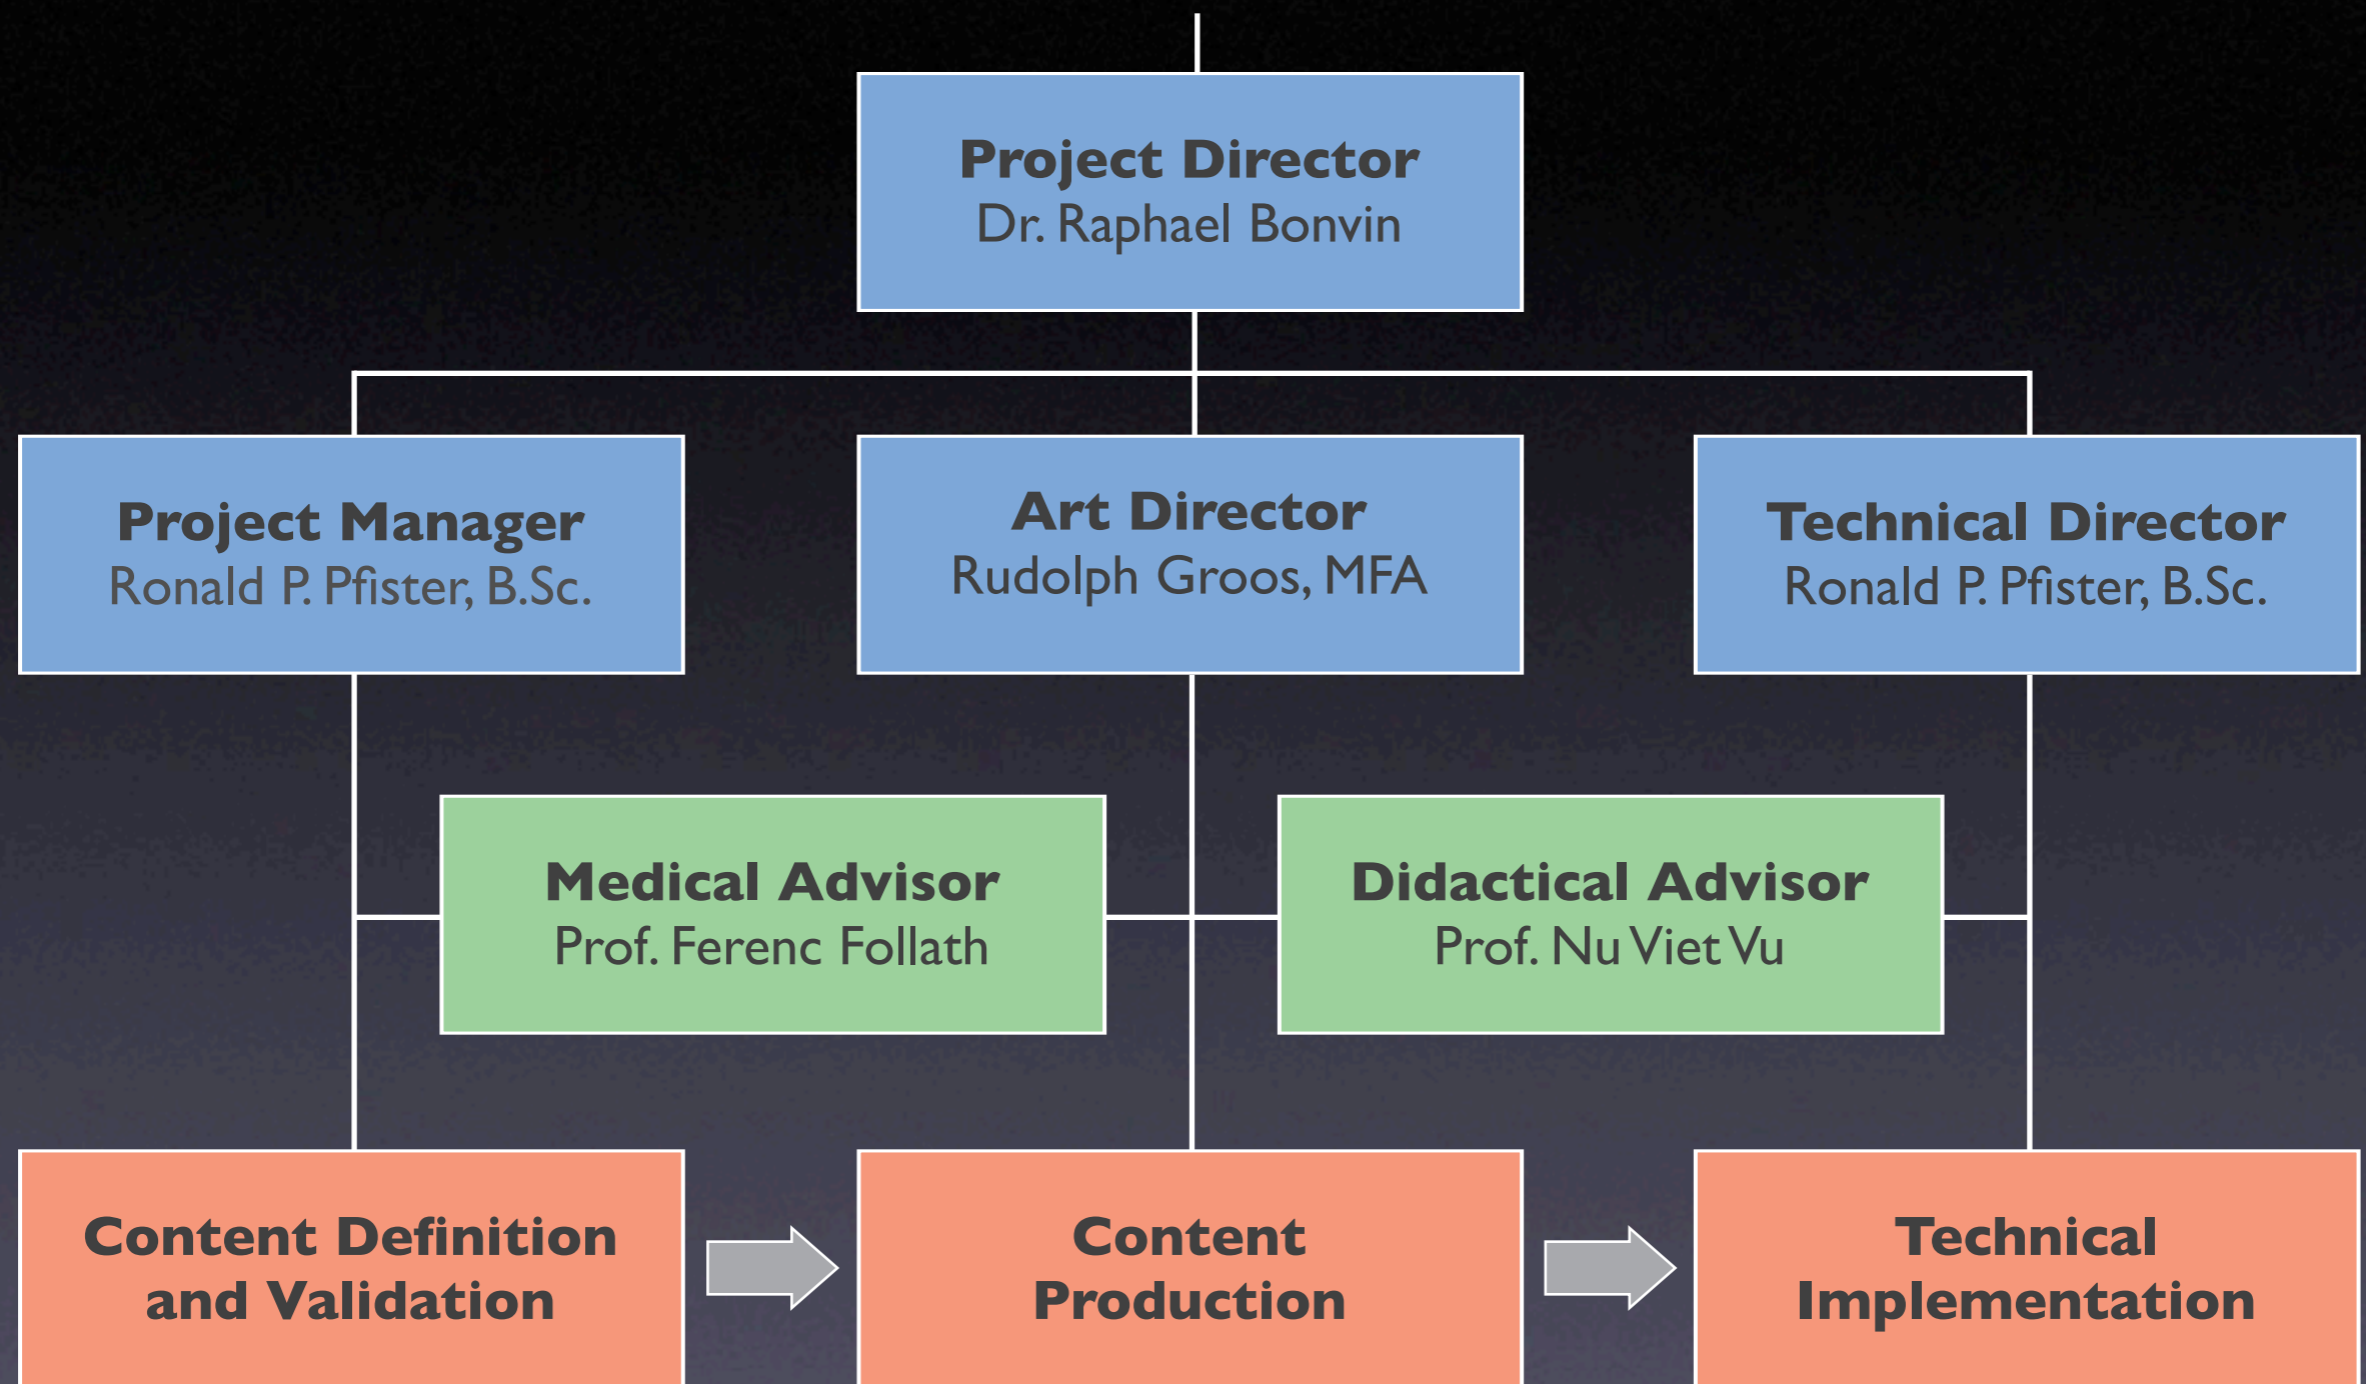 Project Director
Dr. Raphael Bonvin
Project Manager
Ronald P. Pfister, B.Sc.
Art Director
Rudolph Groos, MFA
Technical Director
Ronald P. Pfister, B.Sc.
Medical Advisor
Prof. Ferenc Follath
Didactical Advisor
Prof. Nu Viet Vu
Content Definition
and Validation
Content
Production
Technical
Implementation